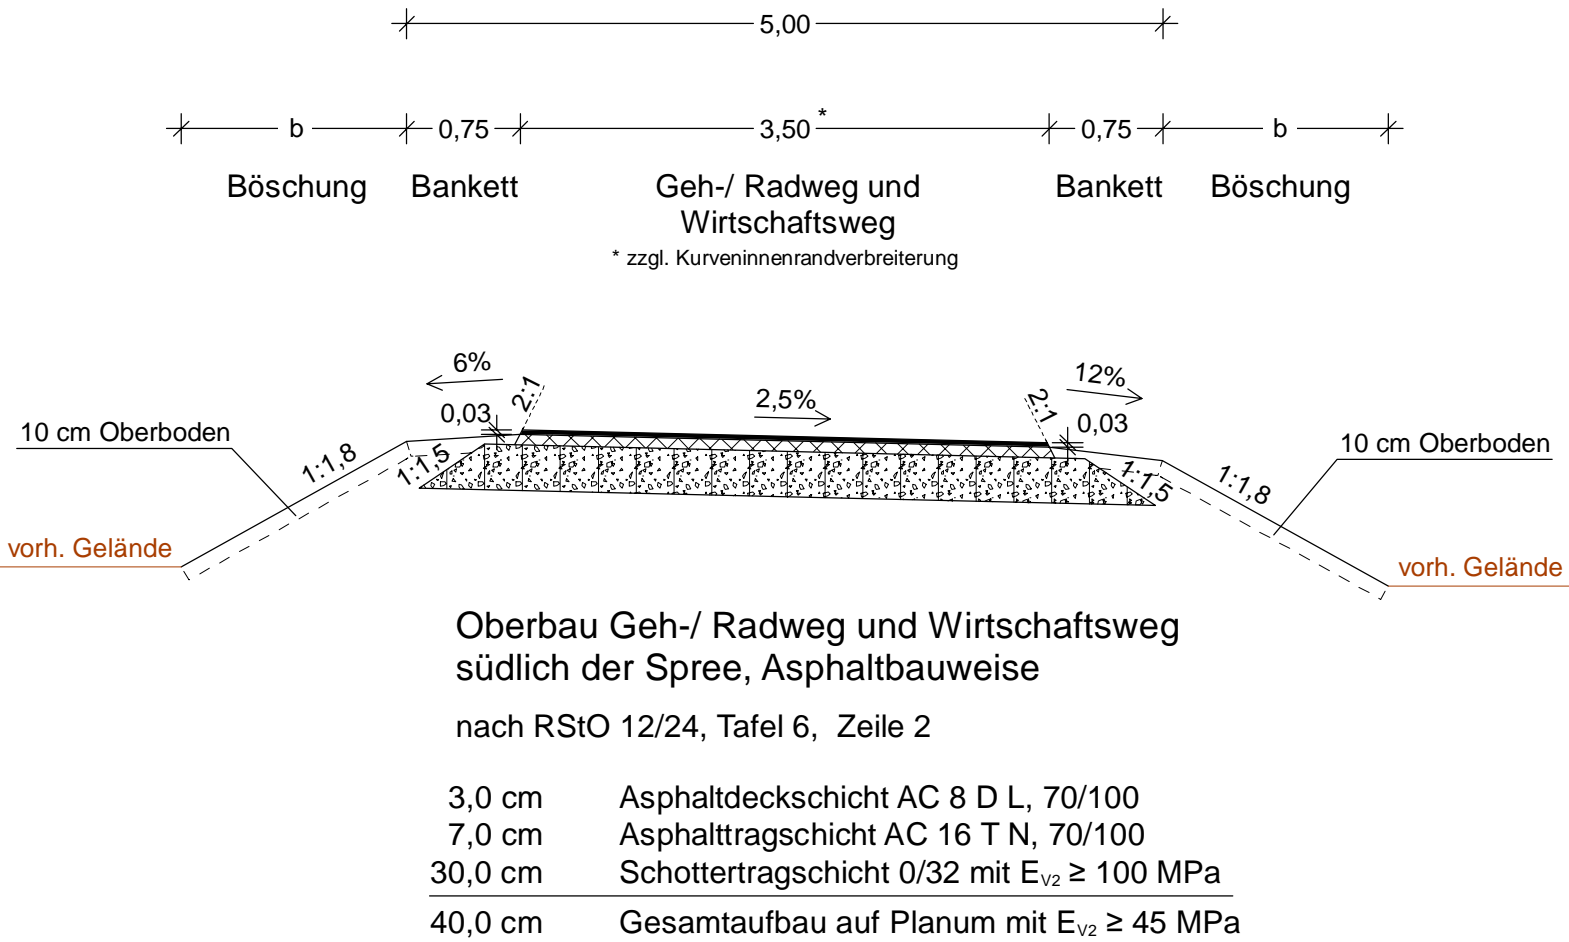 5,00
b 0,75 3,50 * 0,75 b
Böschung Bankett Geh-/ Radweg und Bankett Böschung
Wirtschaftsweg
* zzgl. Kurveninnenrandverbreiterung
6% 2:1 2,5% 2:1 12%
0,03 0,03
10 cm Oberboden 1:1,8 1:1,5 1:1,5 1:1,8 10 cm Oberboden
vorh. Gelände vorh. Gelände
Oberbau Geh-/ Radweg und Wirtschaftsweg
südlich der Spree, Asphaltbauweise
nach RStO 12/24, Tafel 6, Zeile 2
3,0 cm Asphaltdeckschicht AC 8 D L, 70/100
7,0 cm Asphalttragschicht AC 16 T N, 70/100
30,0 cm Schottertragschicht 0/32 mit EV2 ≥ 100 MPa
40,0 cm Gesamtaufbau auf Planum mit EV2 ≥ 45 MPa